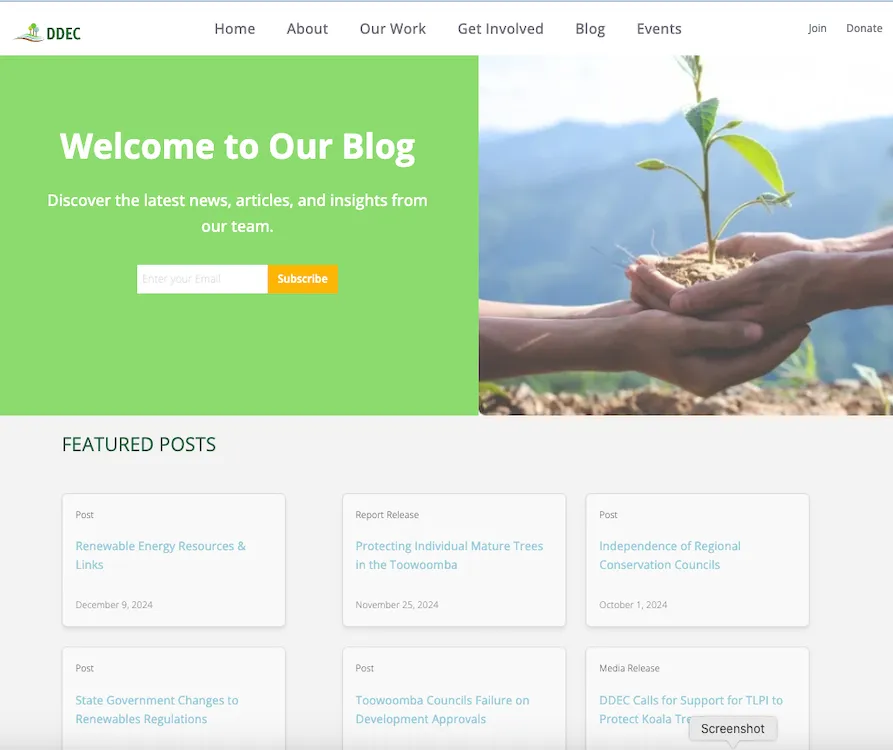 DDEC
Home
About
Our Work
Get Involved
Blog
Events
Join
Donate
Welcome to Our Blog
Discover the latest news, articles, and insights from
our team.
Enter your Email
Subscribe
FEATURED POSTS
Post
Renewable Energy Resources &
Links
December 9, 2024
Report Release
Protecting Individual Mature Trees
in the Toowoomba
November 25, 2024
Post
Independence of Regional
Conservation Councils
October 1, 2024
Post
State Government Changes to
Renewables Regulations
Post
Toowoomba Councils Failure on
Development Approvals
Media Release
DDEC Calls for Support for TLPI to
Protect Koala
Screenshot